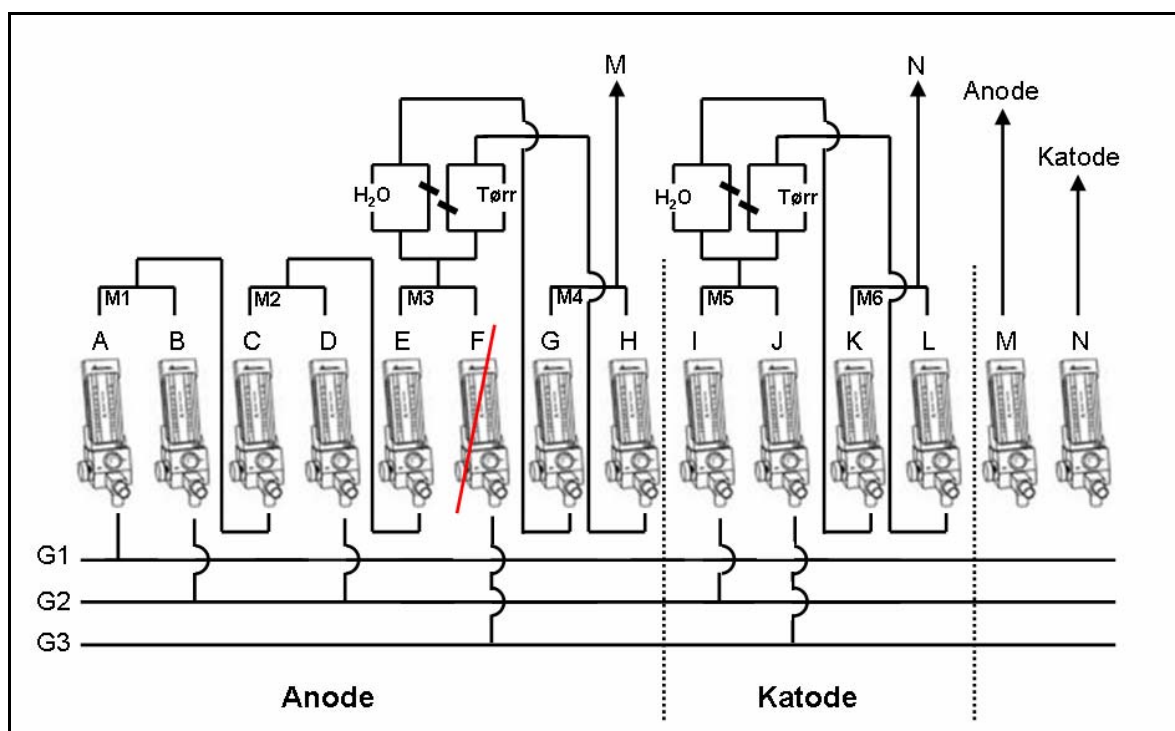 M N
Anode
Katode
H₂O Tørr H₂O Tørr
M1 M2 M3 M4 M5 M6
A B C D E F G H I J K L M N
G1
G2
G3
Anode Katode